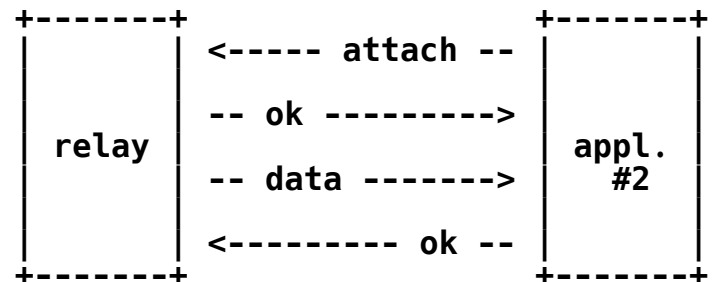 +-------+                  +-------+
|       | <----- attach -- |       |
|       | -- ok ---------> |       |
| relay |                  | appl. |
|       | -- data -------> |   #2  |
|       | <--------- ok -- |       |
+-------+                  +-------+